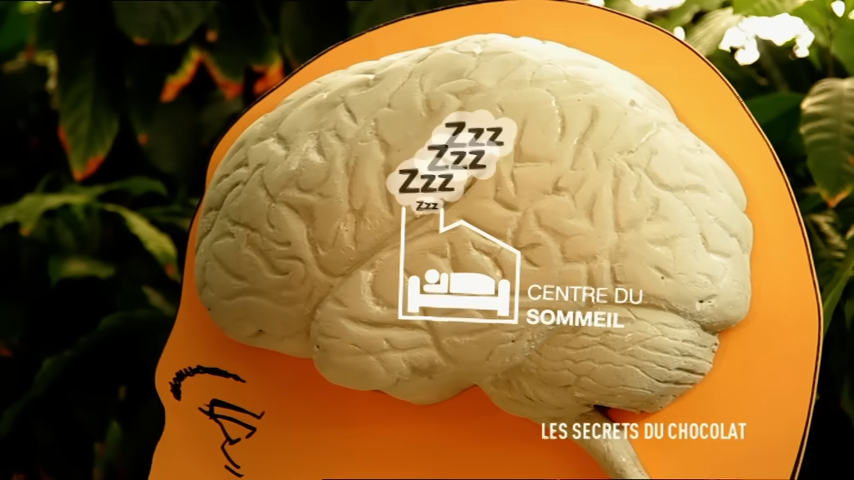 Zzz
Zzz
Zzz
Zzz
CENTRE DU
SOMMEIL
LES SECRETS DU CHOCOLAT